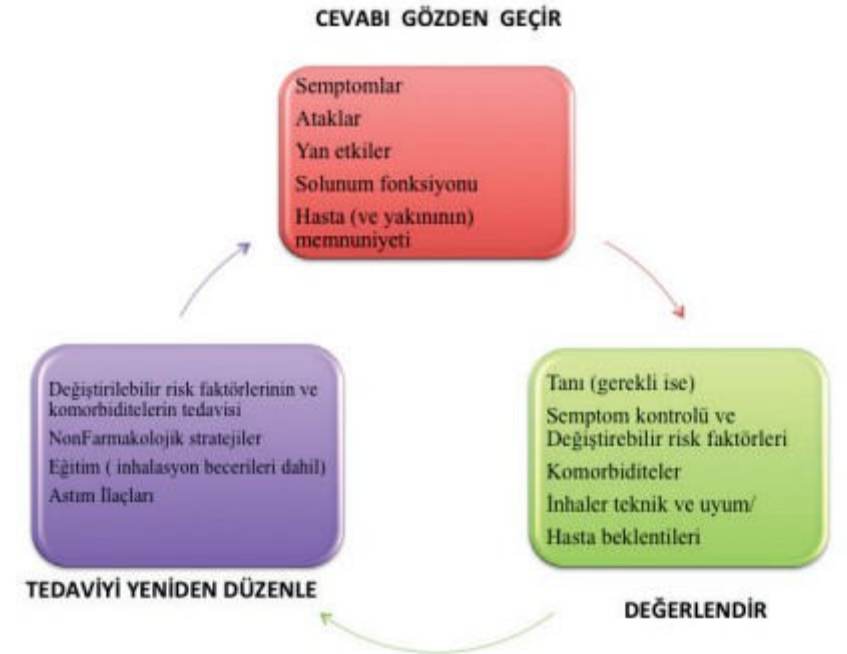 CEVABI GÖZDEN GEÇİR
Semptomlar
Ataklar
Yan etkiler
Solunum fonksiyonu
Hasta (ve yakınının)
memnuniyeti
Tanı (gerekli ise)
Semptom kontrolü ve
Değiştirebilir risk faktörleri
Komorbiditeler
İnhaler teknik ve uyum/
Hasta beklentileri
DEĞERLENDİR
Değiştirilebilir risk faktörlerinin ve
komorbiditelerin tedavisi
NonFarmakolojik stratejiler
Eğitim ( inhalasyon becerileri dahil)
Astım İlaçları
TEDAVİYİ YENİDEN DÜZENLE